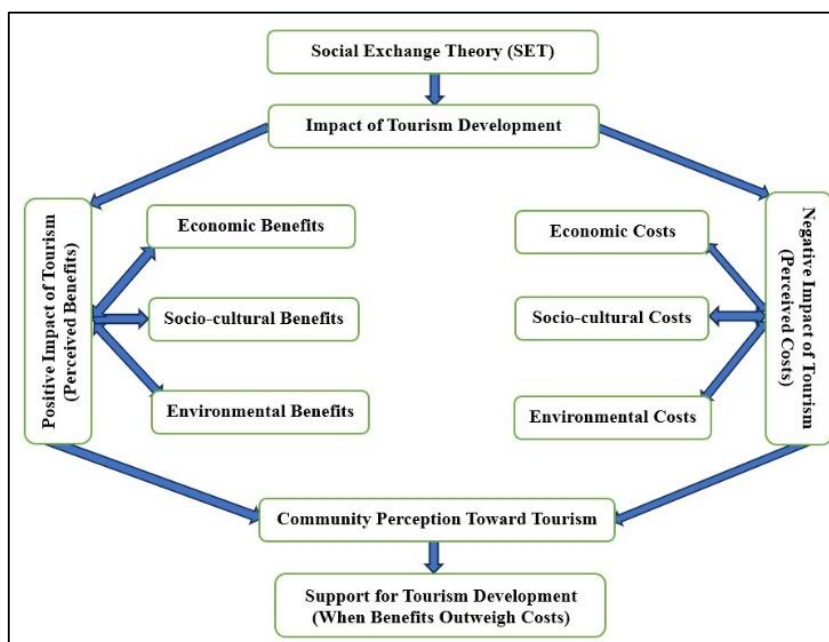 Social Exchange Theory (SET)
Impact of Tourism Development
Positive Impact of Tourism
(Perceived Benefits)
Economic Benefits
Socio-cultural Benefits
Environmental Benefits
Economic Costs
Socio-cultural Costs
Environmental Costs
Negative Impact of Tourism
(Perceived Costs)
Community Perception Toward Tourism
Support for Tourism Development
(When Benefits Outweigh Costs)